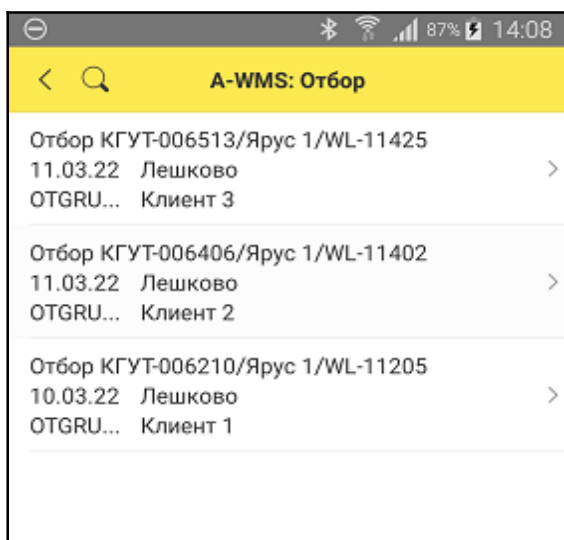 87% 14:08
A-WMS: Отбор
Отбор КГУТ-006513/Ярус 1/WL-11425
11.03.22 Лешково
OTGRU... Клиент 3
Отбор КГУТ-006406/Ярус 1/WL-11402
11.03.22 Лешково
OTGRU... Клиент 2
Отбор КГУТ-006210/Ярус 1/WL-11205
10.03.22 Лешково
OTGRU... Клиент 1